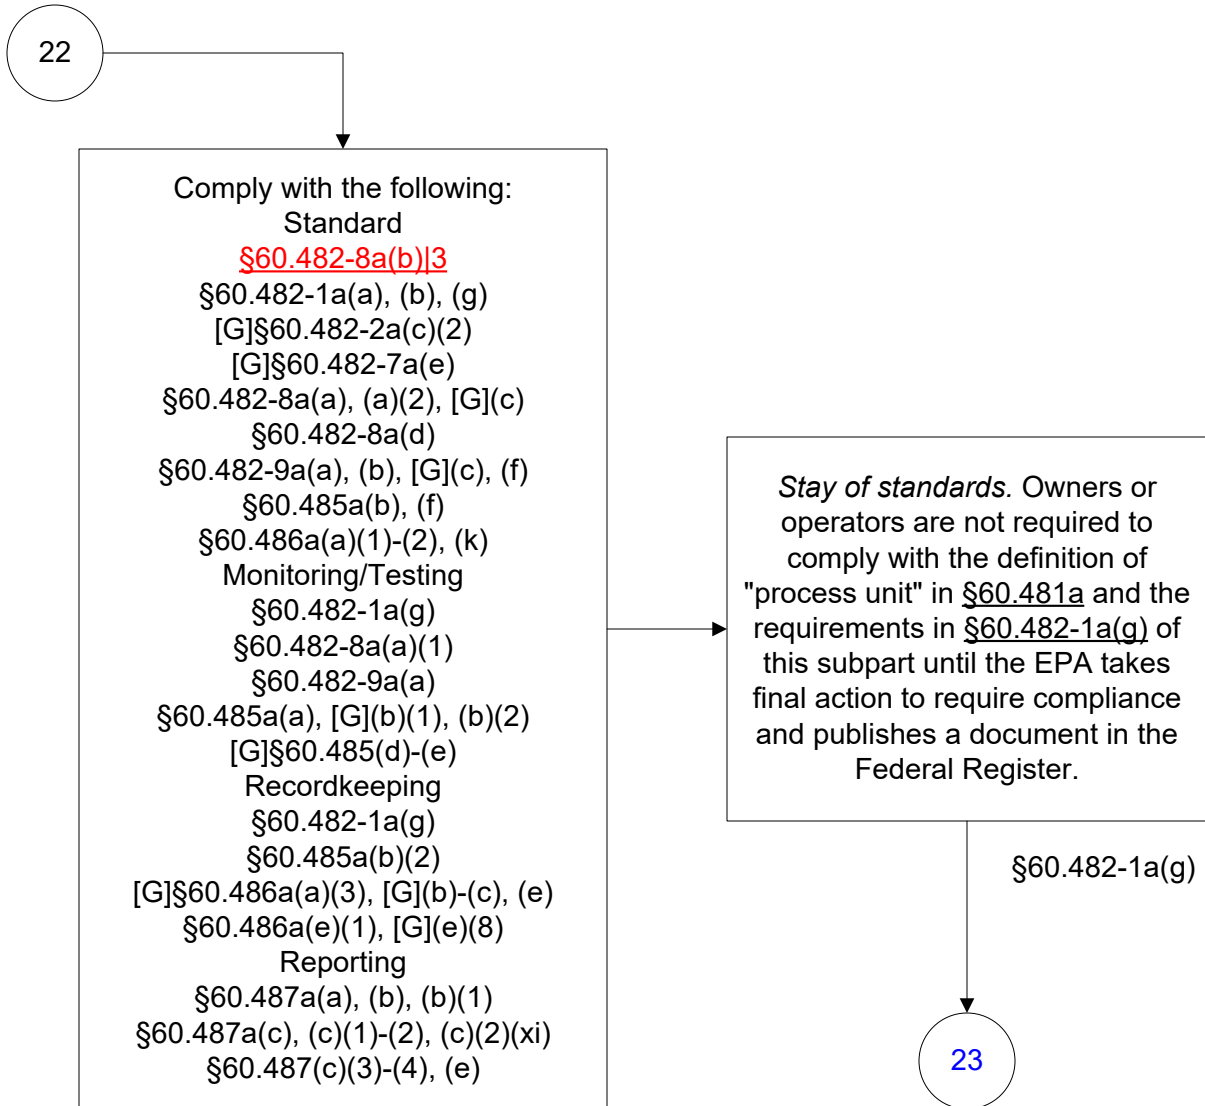 22
Comply with the following:
Standard
§60.482-8a(b)|3
§60.482-1a(a), (b), (g)
[G]§60.482-2a(c)(2)
[G]§60.482-7a(e)
§60.482-8a(a), (a)(2), [G](c)
§60.482-8a(d)
§60.482-9a(a), (b), [G](c), (f)
§60.485a(b), (f)
§60.486a(a)(1)-(2), (k)
Monitoring/Testing
§60.482-1a(g)
§60.482-8a(a)(1)
§60.482-9a(a)
§60.485a(a), [G](b)(1), (b)(2)
[G]§60.485(d)-(e)
Recordkeeping
§60.482-1a(g)
§60.485a(b)(2)
[G]§60.486a(a)(3), [G](b)-(c), (e)
§60.486a(e)(1), [G](e)(8)
Reporting
§60.487a(a), (b), (b)(1)
§60.487a(c), (c)(1)-(2), (c)(2)(xi)
§60.487(c)(3)-(4), (e)
Stay of standards. Owners or
operators are not required to
comply with the definition of
"process unit" in §60.481a and the
requirements in §60.482-1a(g) of
this subpart until the EPA takes
final action to require compliance
and publishes a document in the
Federal Register.
§60.482-1a(g)
23